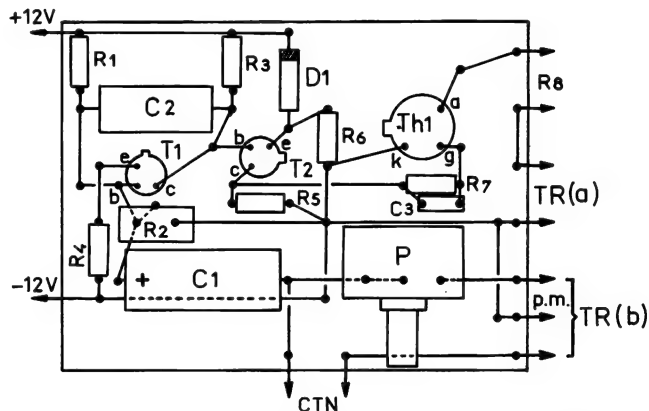 +12V
R1
R3
D1
R8
C2
a
Th1
T1
b
e
R6
k
g
e
T2
c
R7
b
c
R5
C3
TR(a)
R2
R4
P
+
C1
-12V
p.m.
TR(b)
CTN